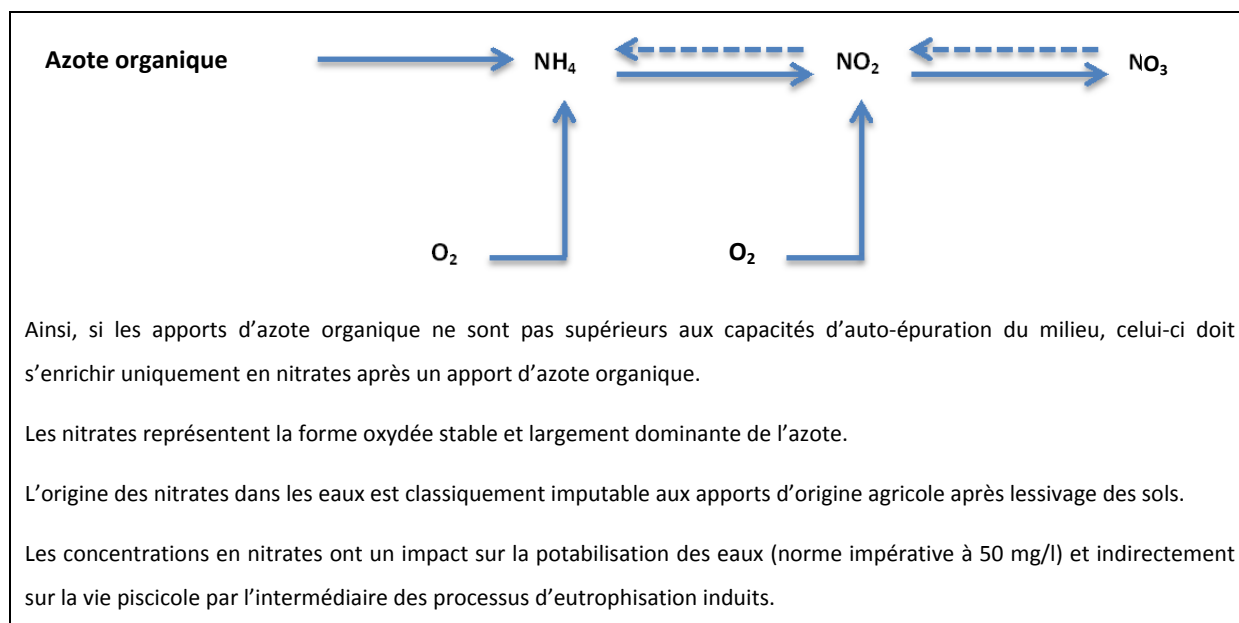 Azote organique NH₄ NO₂ NO₃
O₂ O₂
Ainsi, si les apports d’azote organique ne sont pas supérieurs aux capacités d’auto-épuration du milieu, celui-ci doit
s’enrichir uniquement en nitrates après un apport d’azote organique.
Les nitrates représentent la forme oxydée stable et largement dominante de l’azote.
L’origine des nitrates dans les eaux est classiquement imputable aux apports d’origine agricole après lessivage des sols.
Les concentrations en nitrates ont un impact sur la potabilisation des eaux (norme impérative à 50 mg/l) et indirectement
sur la vie piscicole par l’intermédiaire des processus d’eutrophisation induits.